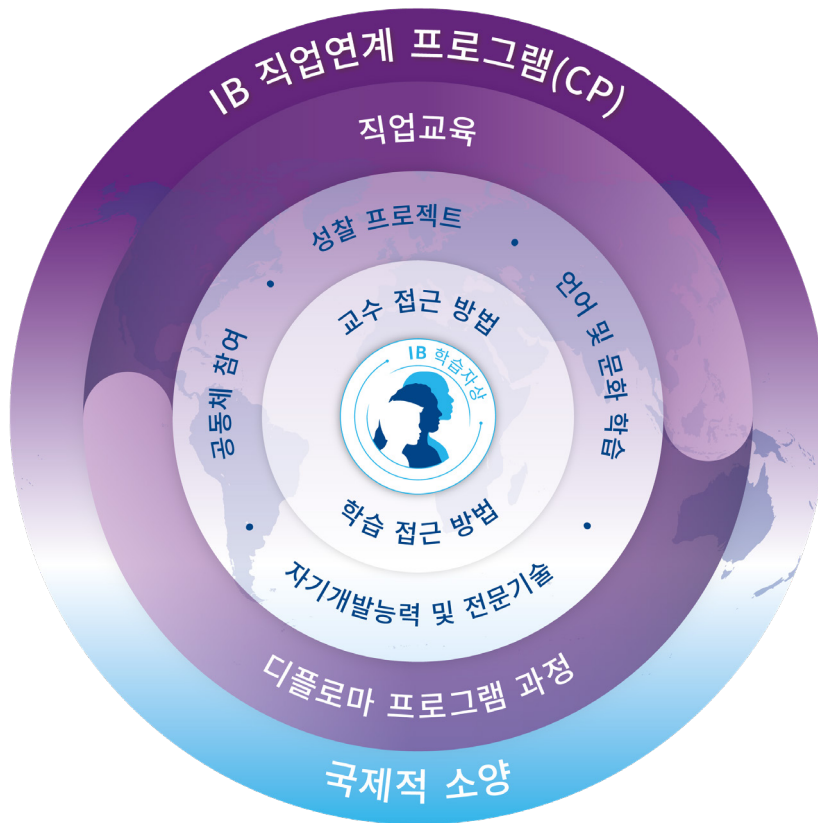 IB 직업연계 프로그램(CP)
직업교육
성찰 프로젝트
언어 및 문화 학습
공동체 참여
교수 접근 방법
IB 학습자상
학습 접근 방법
자기개발능력 및 전문기술
디플로마 프로그램 과정
국제적 소양